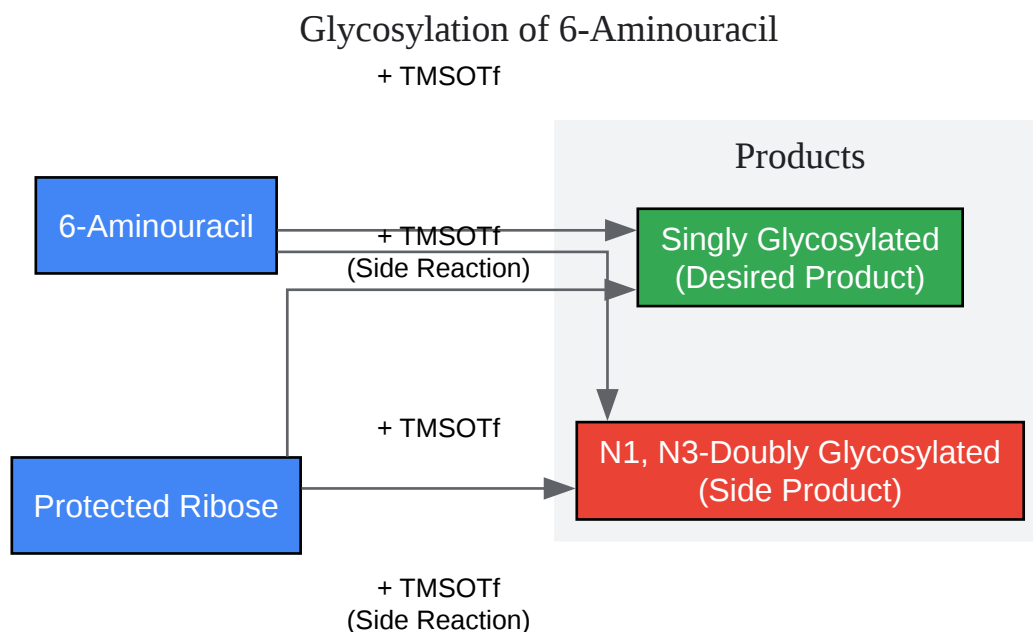 Glycosylation of 6-Aminouracil
+ TMSOTf
Products
6-Aminouracil
+ TMSOTf
(Side Reaction)
Singly Glycosylated
(Desired Product)
+ TMSOTf
N1, N3-Doubly Glycosylated
(Side Product)
Protected Ribose
+ TMSOTf
(Side Reaction)